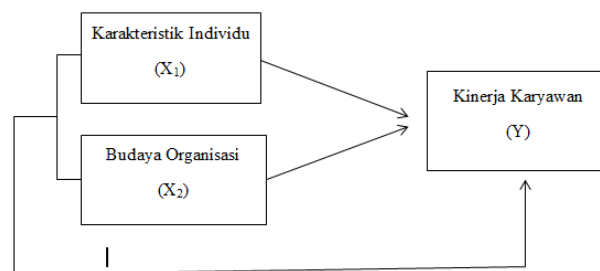 Karakteristik Individu
(X₁)
Kinerja Karyawan
(Y)
Budaya Organisasi
(X₂)